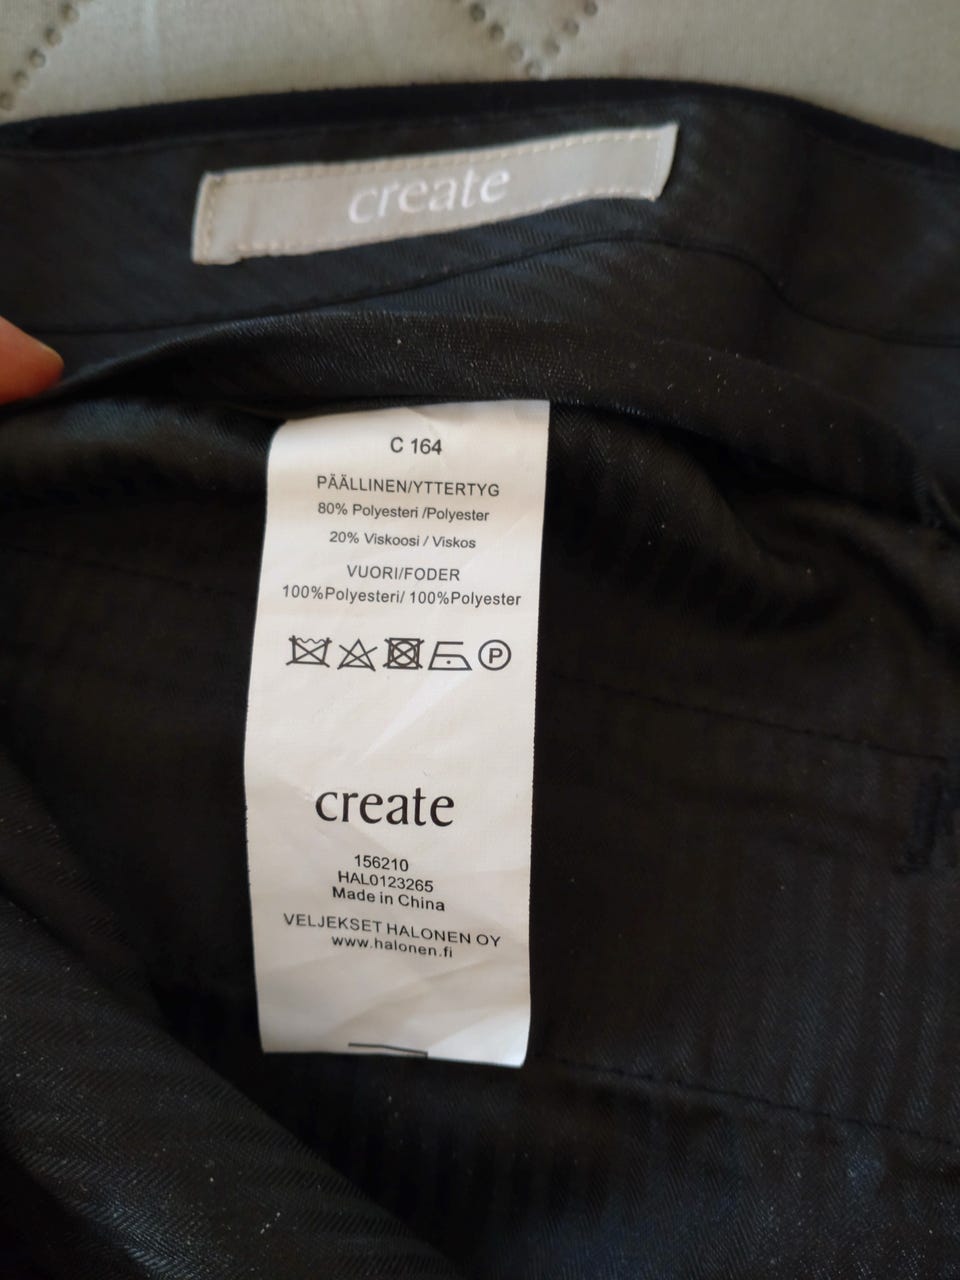 create
C 164
PÄÄLLINEN/YTTERTYG
80% Polyesteri /Polyester
20% Viskoosi / Viskos
VUORI/FODER
100%Polyesteri/ 100%Polyester
P
create
156210
HAL0123265
Made in China
VELJEKSET HALONEN OY
www.halonen.fi